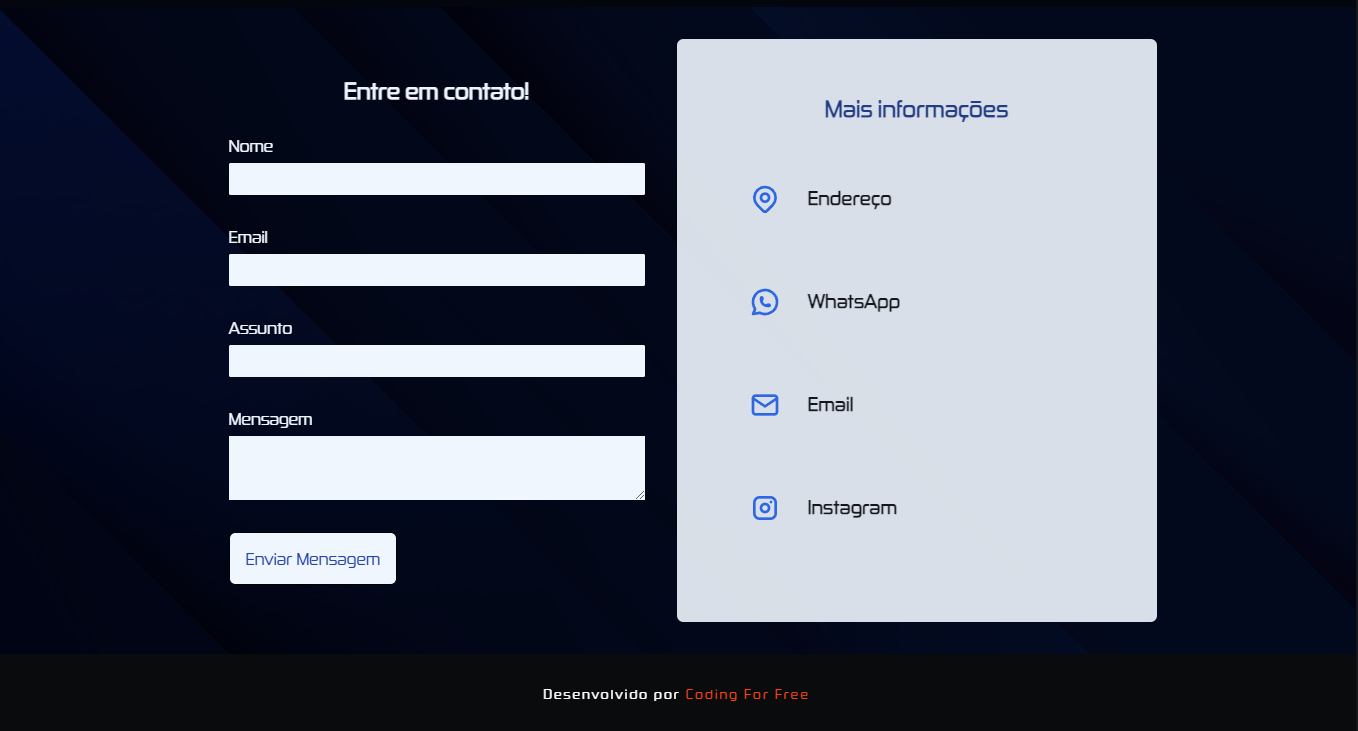 Entre em contato!
Nome
Email
Assunto
Mensagem
Enviar Mensagem
Mais informações
Endereço
WhatsApp
Email
Instagram
Desenvolvido por Coding For Free